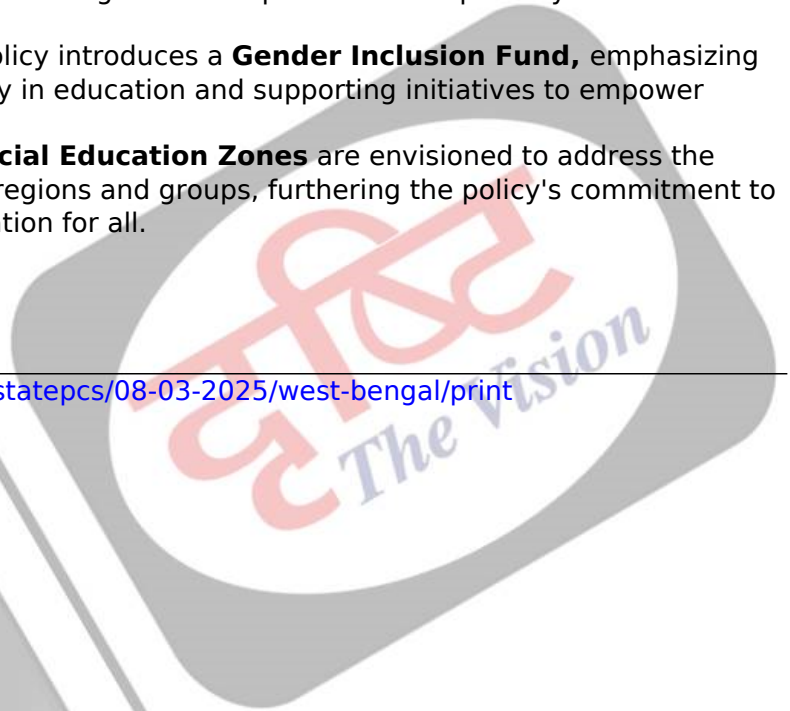 olicy introduces a Gender Inclusion Fund, emphasizing
y in education and supporting initiatives to empower
cial Education Zones are envisioned to address the
regions and groups, furthering the policy's commitment to
tion for all.
दृष्टि
The Vision
statepcs/08-03-2025/west-bengal/print